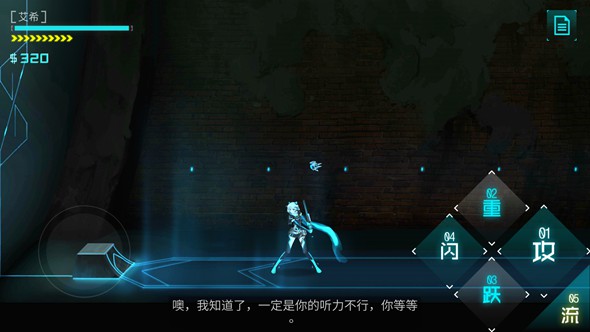 [艾希]
$320
02
重
04
闪
01
攻
03
跃
05
流
噢，我知道了，一定是你的听力不行，你等等
。